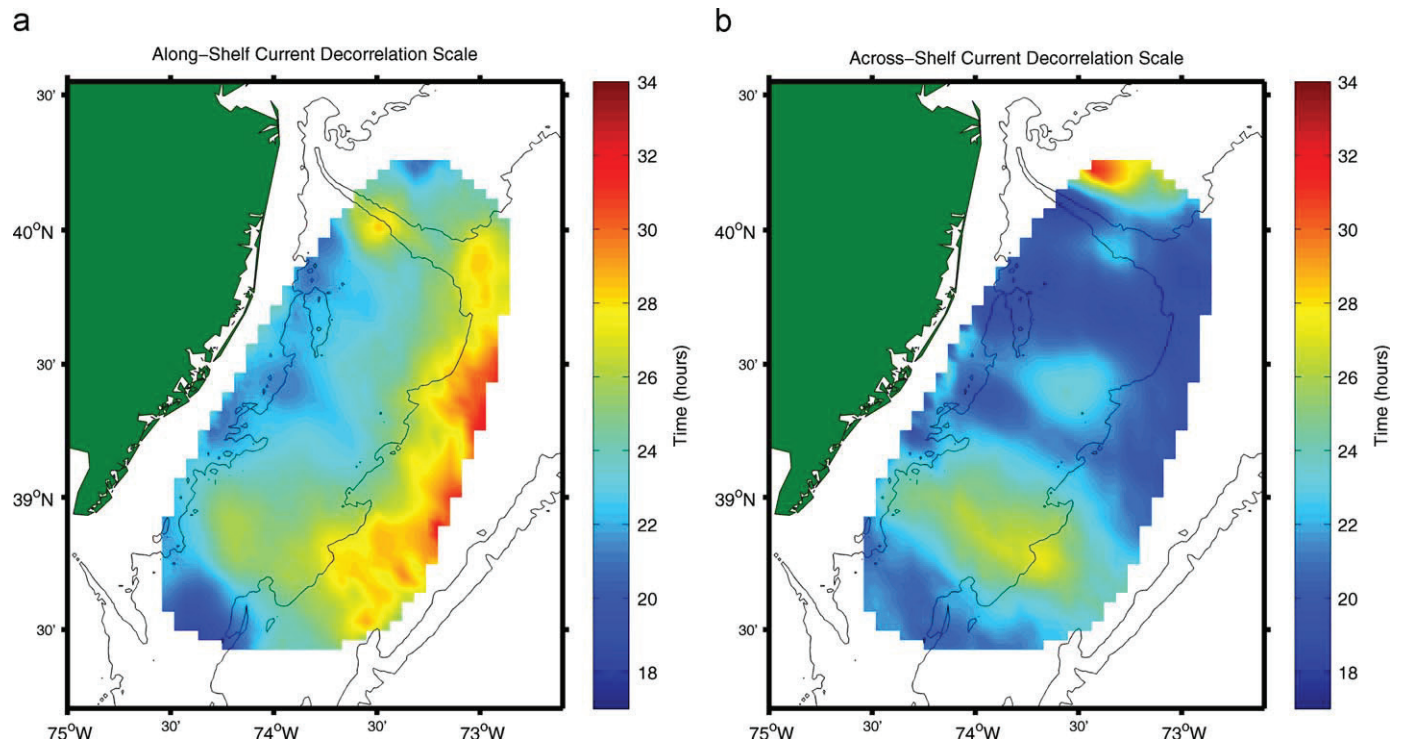 a
Along–Shelf Current Decorrelation Scale
30'
40°N
30'
39°N
30'
75°W
30'
74°W
30'
73°W
34
32
30
28
26
24
22
20
18
Time (hours)
b
Across–Shelf Current Decorrelation Scale
30'
40°N
30'
39°N
30'
75°W
30'
74°W
30'
73°W
34
32
30
28
26
24
22
20
18
Time (hours)